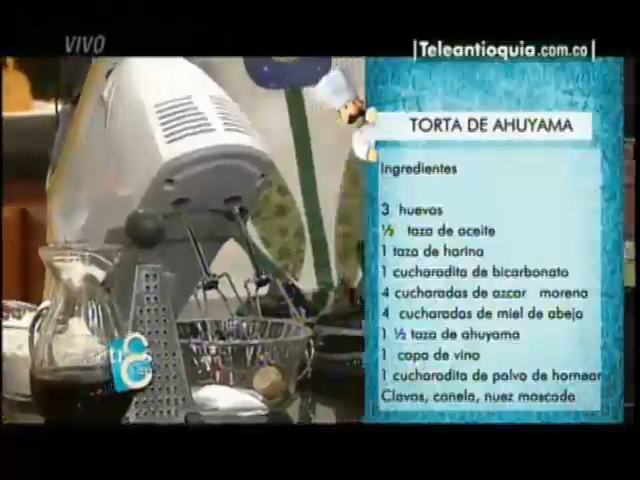 VIVO
|Teleantioquia.com.co|
TORTA DE AHUYAMA
Ingredientes
3 huevos
½ taza de aceite
1 taza de harina
1 cucharadita de bicarbonato
4 cucharadas de azcar morena
4 cucharadas de miel de abeja
1 ½ taza de ahuyama
1 copa de vino
1 cucharadita de polvo de hornear
Clavos, canela, nuez moscada